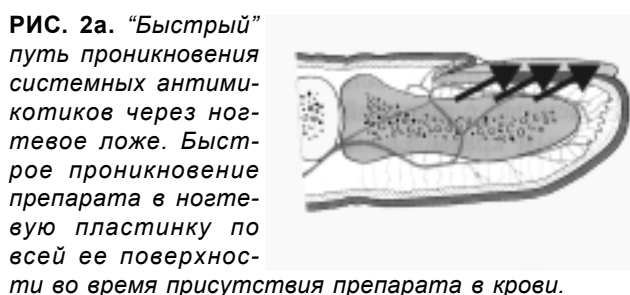 РИС. 2а. “Быстрый”
путь проникновения
системных антими-
котиков через ног-
тевое ложе. Быст-
рое проникновение
препарата в ногте-
вую пластинку по
всей ее поверхнос-
ти во время присутствия препарата в крови.